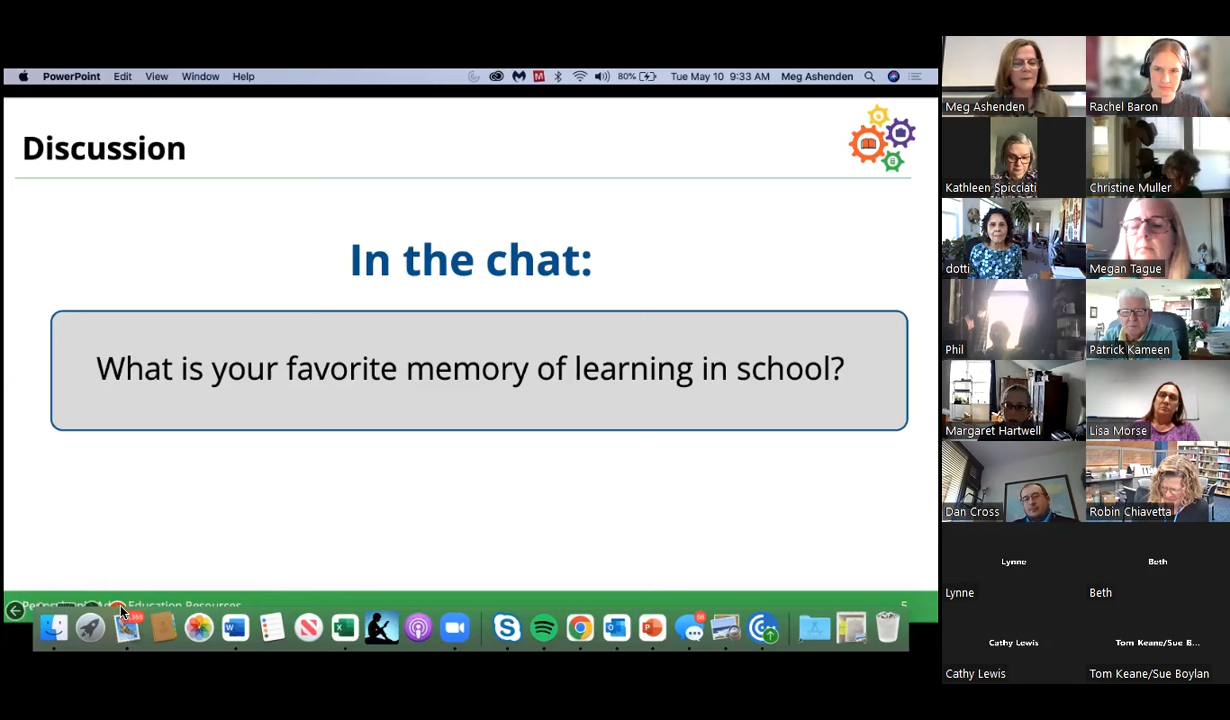 PowerPoint Edit View Window Help 80% Tue May 10 9:33 AM Meg Ashenden
Discussion
In the chat:
What is your favorite memory of learning in school?
Education Resources
5
Meg Ashenden
Rachel Baron
Kathleen Spicciati
Christine Muller
dotti
Megan Tague
Phil
Patrick Kameen
Margaret Hartwell
Lisa Morse
Dan Cross
Robin Chiavetta
Lynne
Beth
Lynne
Beth
Cathy Lewis
Tom Keane/Sue B...
Cathy Lewis
Tom Keane/Sue Boylan